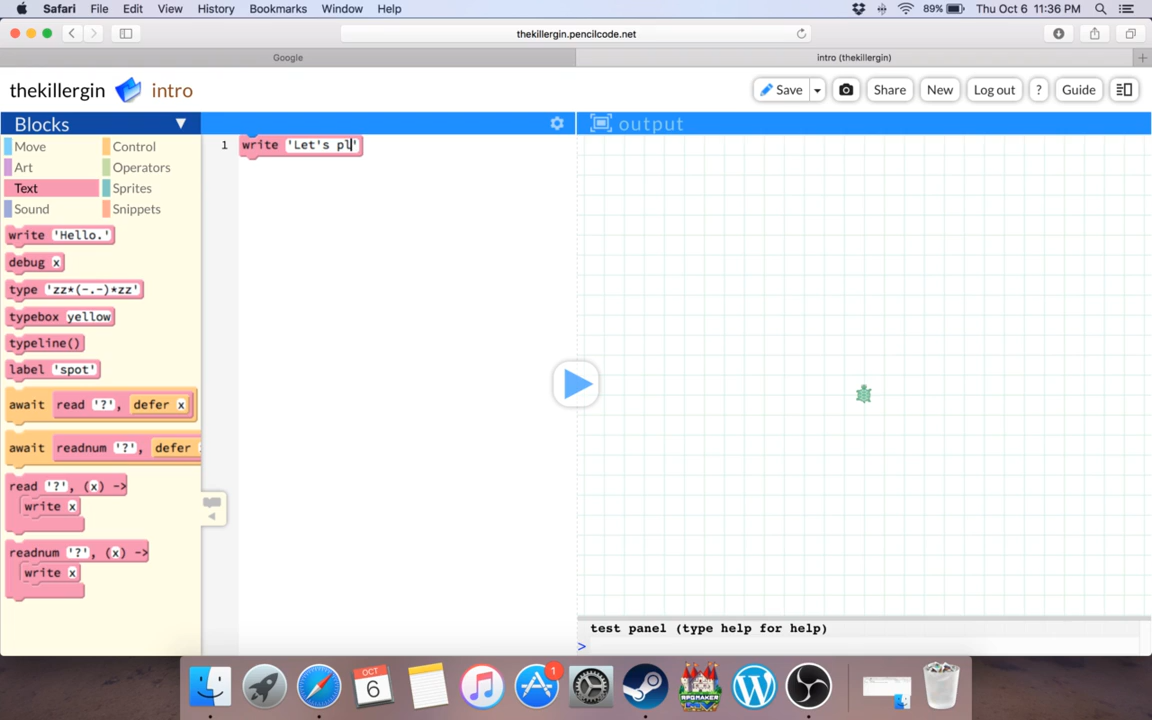 Safari File Edit View History Bookmarks Window Help 89% Thu Oct 6 11:36 PM
thekillergin.pencilcode.net
Google intro (thekillergin)
thekillergin intro Save Share New Log out ? Guide
Blocks output
Move Control
Art Operators
Text Sprites
Sound Snippets
1 write 'Let's pl'
write 'Hello.'
debug x
type 'zz*(-.-)*zz'
typebox yellow
typeline()
label 'spot'
await read '?', defer x
await readnum '?', defer
read '?', (x) ->
write x
readnum '?', (x) ->
write x
test panel (type help for help)
>
OCT
6
1
RPGMAKER